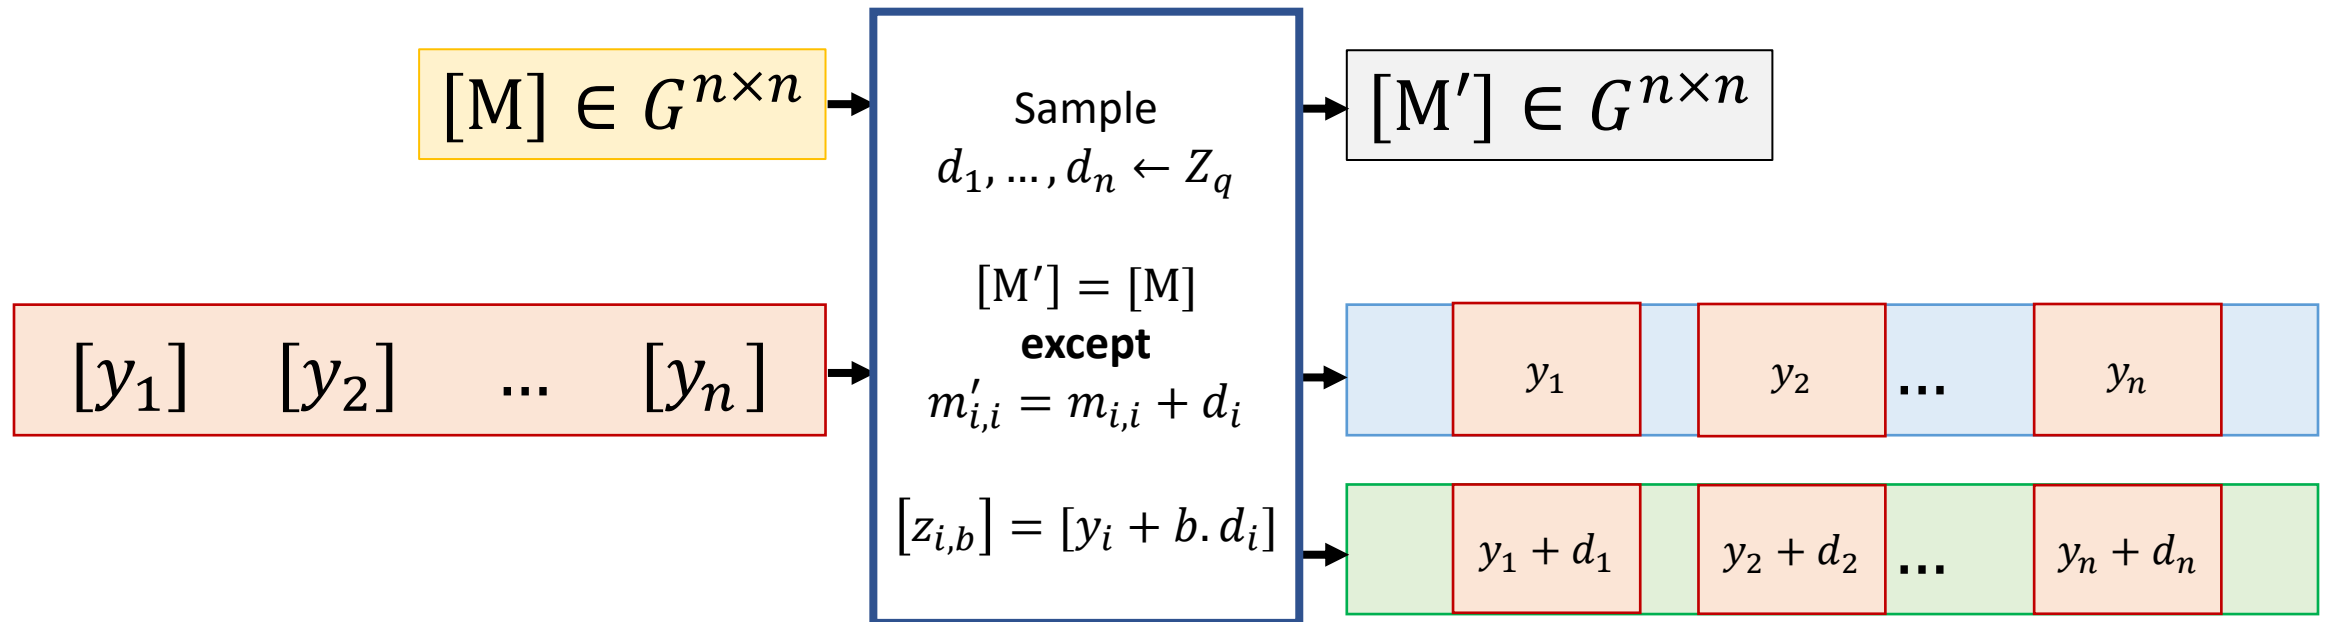 [M] ∈ G^{n×n}
[y_1] [y_2] ... [y_n]
Sample
d_1, ..., d_n ← Z_q
[M′] = [M]
except
m′_{i,i} = m_{i,i} + d_i
[z_{i,b}] = [y_i + b. d_i]
[M′] ∈ G^{n×n}
y_1 y_2 ... y_n
y_1 + d_1 y_2 + d_2 ... y_n + d_n